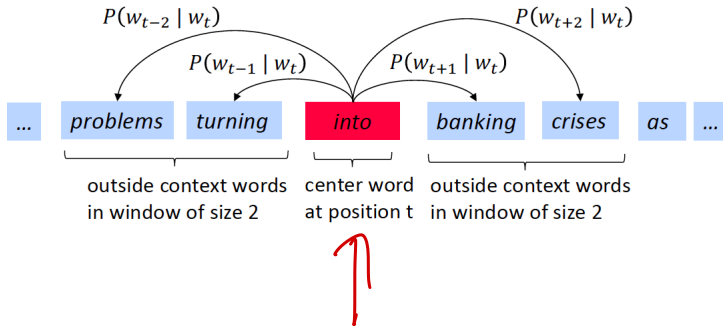 P(w_{t-2} | w_t) P(w_{t+2} | w_t)
P(w_{t-1} | w_t) P(w_{t+1} | w_t)
... problems turning into banking crises as ...
outside context words center word outside context words
in window of size 2 at position t in window of size 2